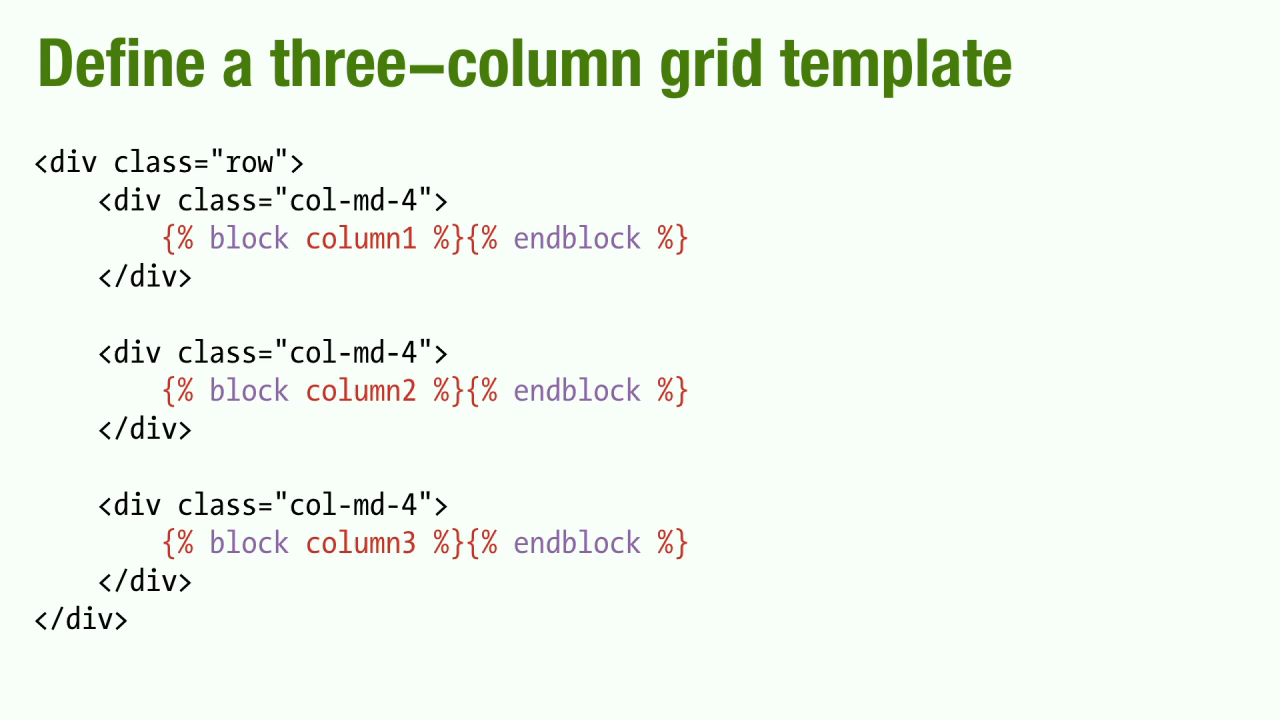 Define a three–column grid template
<div class="row">
    <div class="col-md-4">
        {% block column1 %}{% endblock %}
    </div>
    <div class="col-md-4">
        {% block column2 %}{% endblock %}
    </div>
    <div class="col-md-4">
        {% block column3 %}{% endblock %}
    </div>
</div>